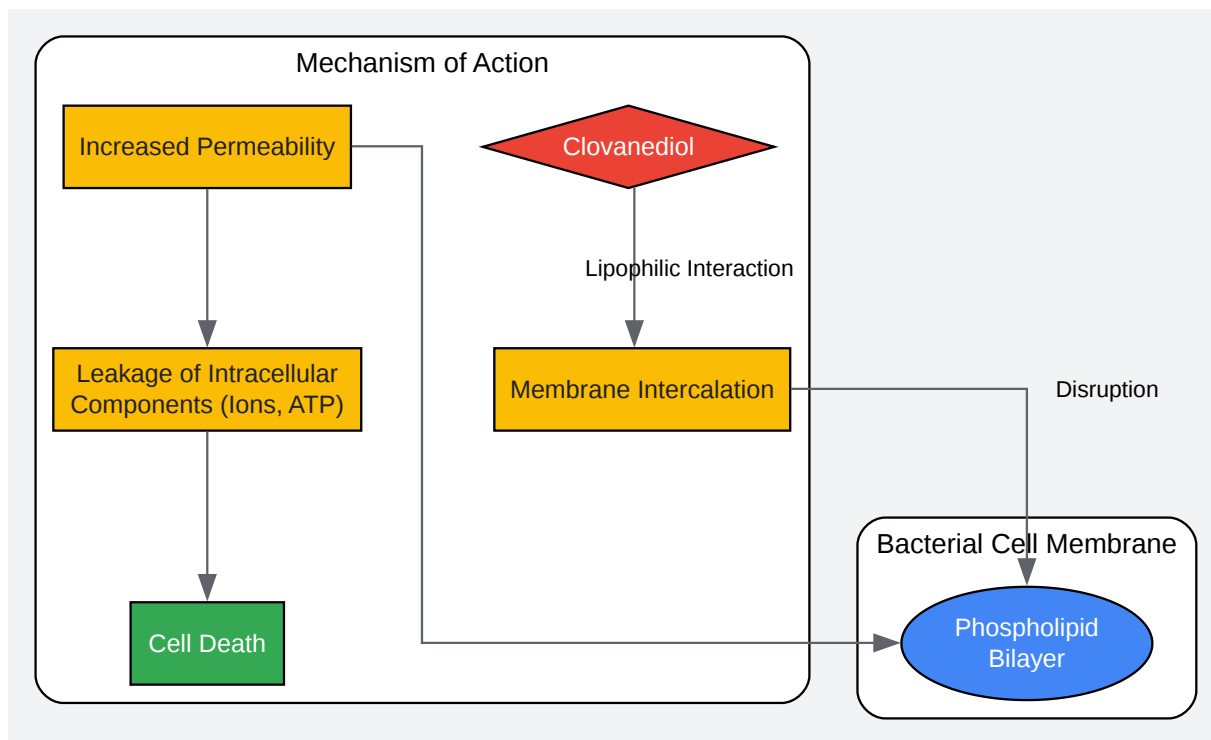 Mechanism of Action
Increased Permeability
Clovanediol
Lipophilic Interaction
Leakage of Intracellular
Components (Ions, ATP)
Membrane Intercalation
Disruption
Bacterial Cell Membrane
Cell Death
Phospholipid
Bilayer